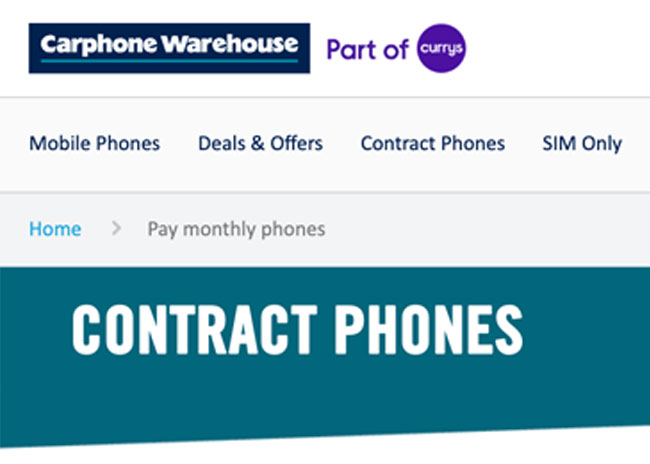 Carphone Warehouse Part of currys
Mobile Phones Deals & Offers Contract Phones SIM Only
Home > Pay monthly phones
CONTRACT PHONES